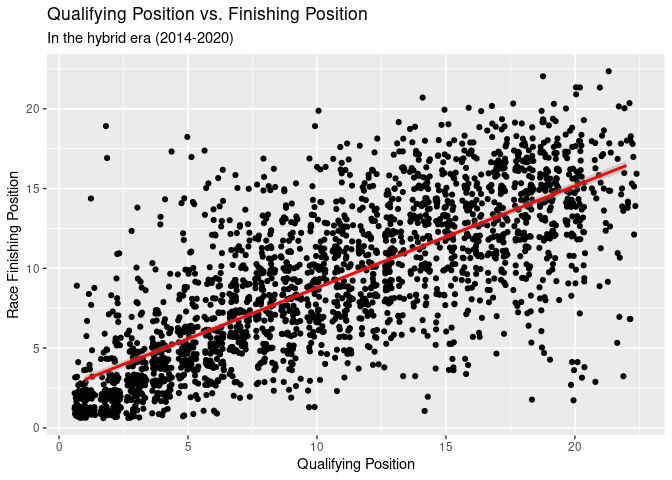 Qualifying Position vs. Finishing Position
In the hybrid era (2014-2020)
20
15
10
5
0
Race Finishing Position
0 5 10 15 20
Qualifying Position